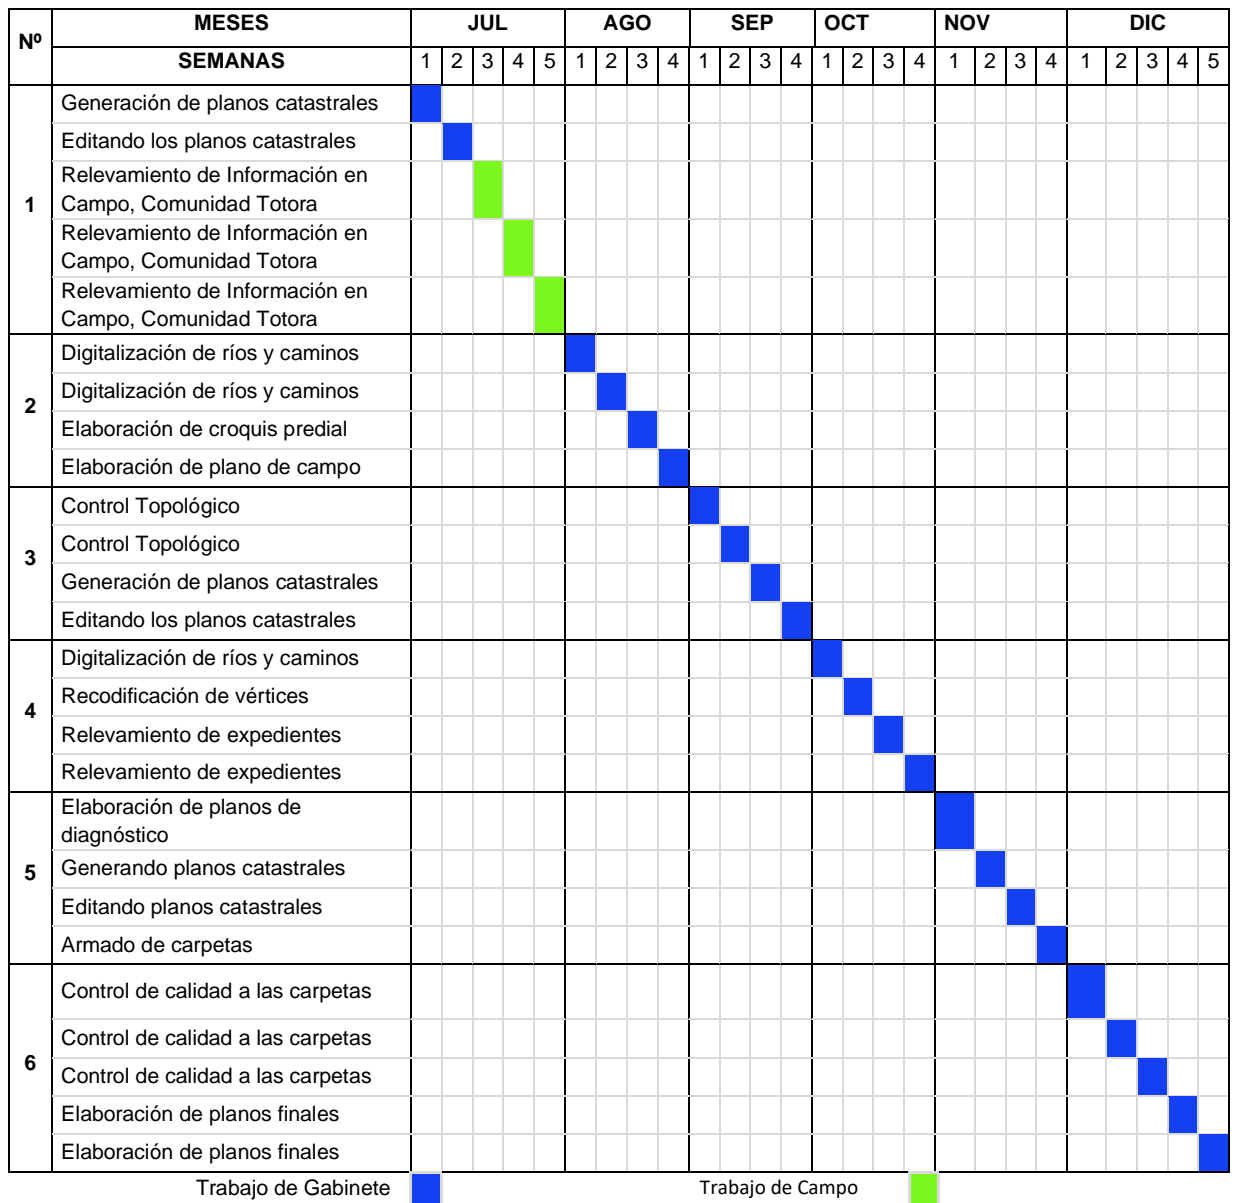 Nº MESES JUL AGO SEP OCT NOV DIC
SEMANAS 1 2 3 4 5 1 2 3 4 1 2 3 4 1 2 3 4 1 2 3 4 1 2 3 4 5
1
Generación de planos catastrales
Editando los planos catastrales
Relevamiento de Información en
Campo, Comunidad Totora
Relevamiento de Información en
Campo, Comunidad Totora
Relevamiento de Información en
Campo, Comunidad Totora
2
Digitalización de ríos y caminos
Digitalización de ríos y caminos
Elaboración de croquis predial
Elaboración de plano de campo
3
Control Topológico
Control Topológico
Generación de planos catastrales
Editando los planos catastrales
4
Digitalización de ríos y caminos
Recodificación de vértices
Relevamiento de expedientes
Relevamiento de expedientes
5
Elaboración de planos de
diagnóstico
Generando planos catastrales
Editando planos catastrales
Armado de carpetas
6
Control de calidad a las carpetas
Control de calidad a las carpetas
Control de calidad a las carpetas
Elaboración de planos finales
Elaboración de planos finales
Trabajo de Gabinete Trabajo de Campo